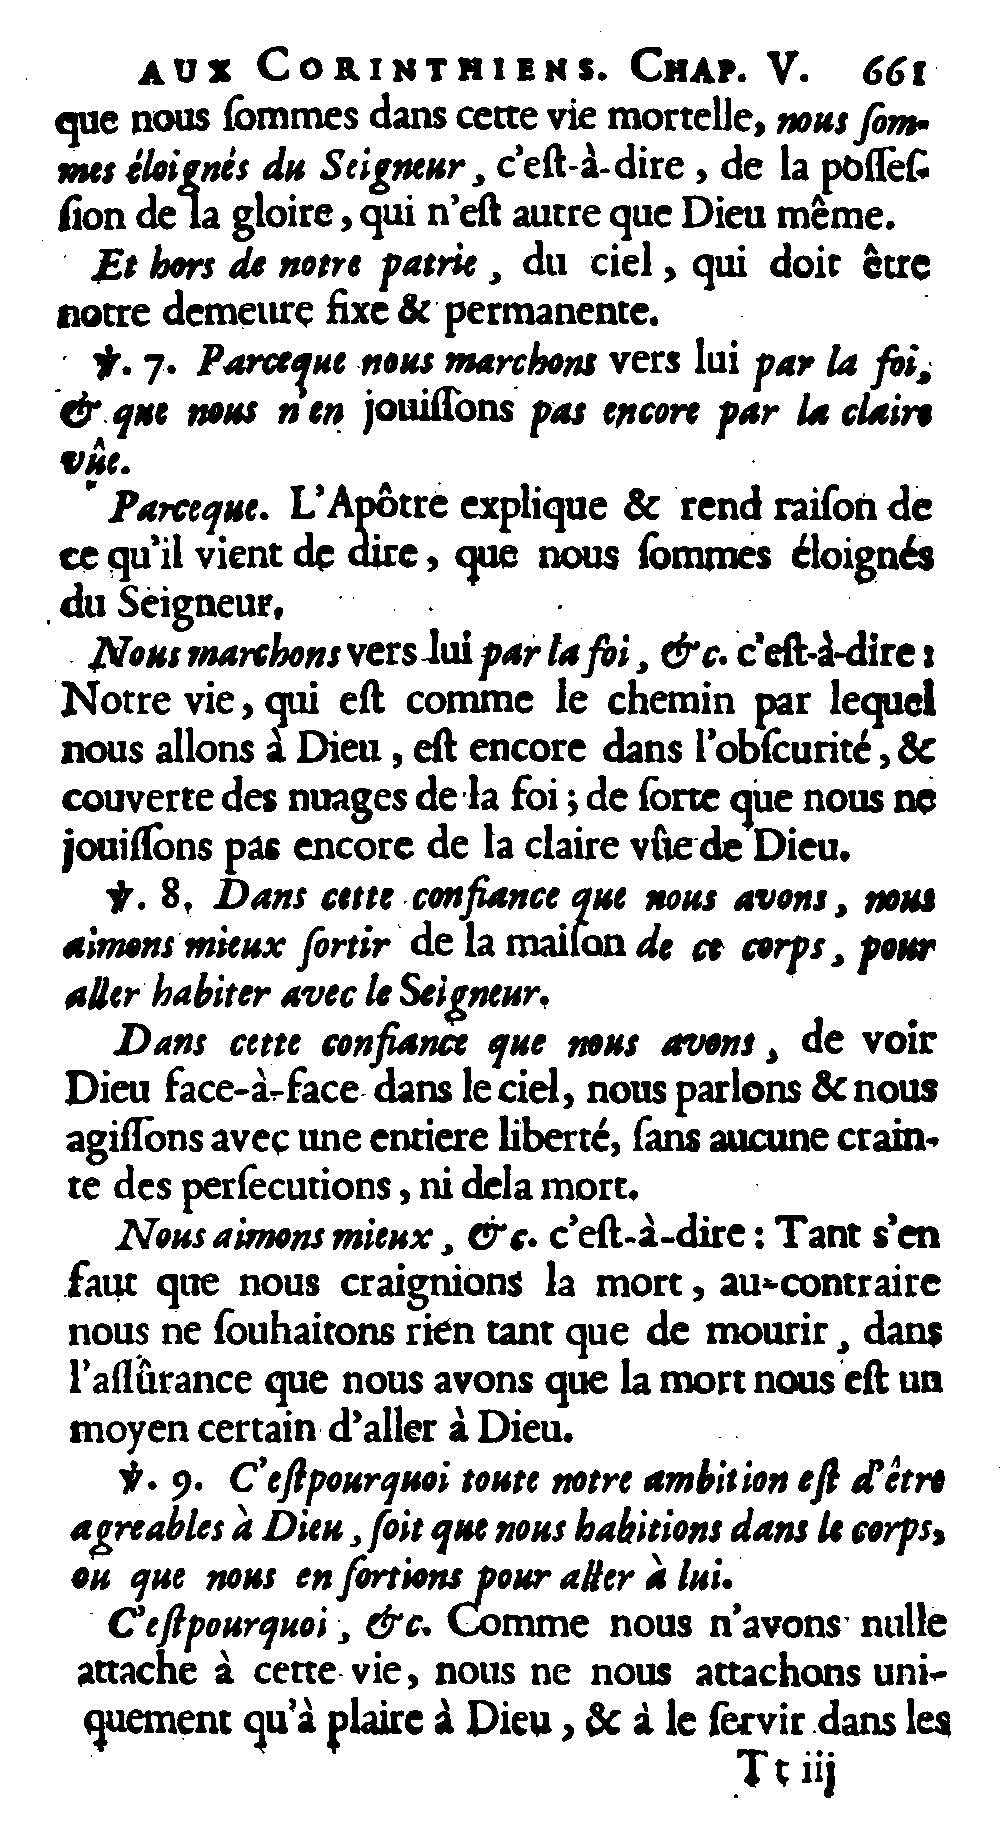 AUX CORINTHIENS. CHAP. V. 661
que nous ſommes dans cette vie mortelle, nous ſom-
mes éloignés du Seigneur, c'eſt-à-dire, de la poſſeſ-
ſion de la gloire, qui n'eſt autre que Dieu même.
Et hors de notre patrie, du ciel, qui doit être
notre demeure fixe & permanente.
℣. 7. Parceque nous marchons vers lui par la foi,
& que nous n'en jouiſſons pas encore par la claire
vûe.
Parceque. L'Apôtre explique & rend raiſon de
ce qu'il vient de dire, que nous ſommes éloignés
du Seigneur.
Nous marchons vers lui par la foi, &c. c'eſt-à-dire :
Notre vie, qui eſt comme le chemin par lequel
nous allons à Dieu, eſt encore dans l'obſcurité, &
couverte des nuages de la foi ; de ſorte que nous ne
jouiſſons pas encore de la claire vûe de Dieu.
℣. 8. Dans cette confiance que nous avons, nous
aimons mieux ſortir de la maiſon de ce corps, pour
aller habiter avec le Seigneur.
Dans cette confiance que nous avons, de voir
Dieu face-à-face dans le ciel, nous parlons & nous
agiſſons avec une entiere liberté, ſans aucune crain-
te des perſecutions, ni dela mort.
Nous aimons mieux, &c. c'eſt-à-dire : Tant s'en
faut que nous craignions la mort, au-contraire
nous ne ſouhaitons rien tant que de mourir, dans
l'aſſûrance que nous avons que la mort nous eſt un
moyen certain d'aller à Dieu.
℣. 9. C'eſtpourquoi toute notre ambition eſt d'être
agreables à Dieu, ſoit que nous habitions dans le corps,
ou que nous en ſortions pour aller à lui.
C'eſtpourquoi, &c. Comme nous n'avons nulle
attache à cette vie, nous ne nous attachons uni-
quement qu'à plaire à Dieu, & à le ſervir dans les
Tt iij